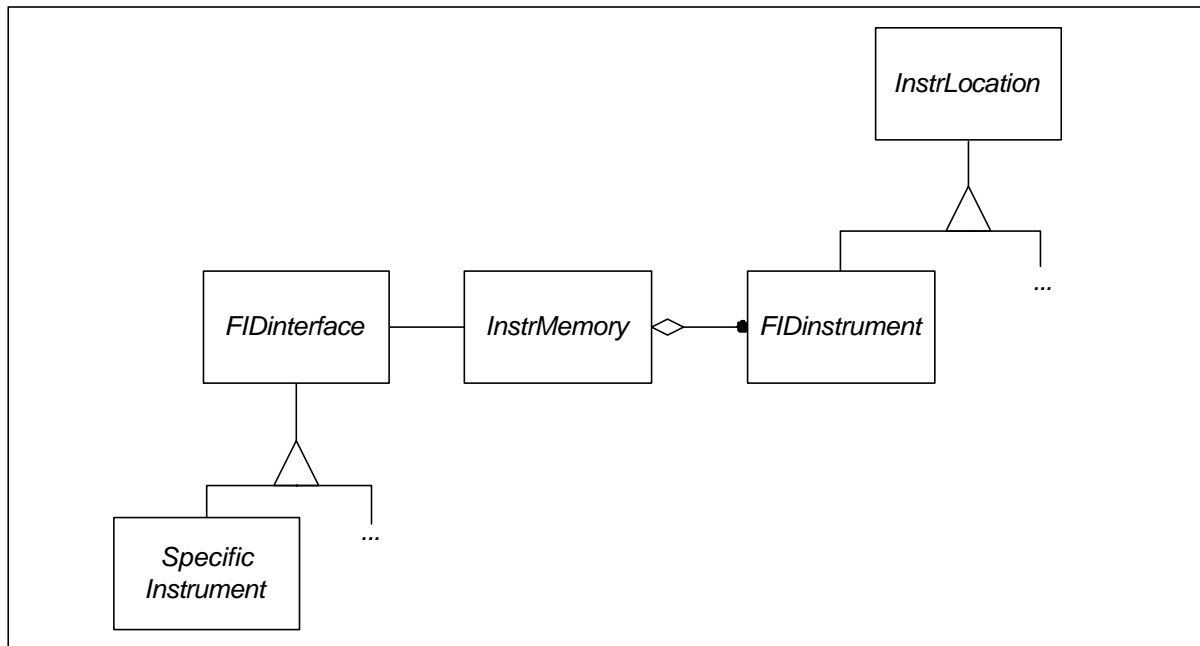 InstrLocation
...
FIDinterface
InstrMemory
FIDinstrument
...
Specific
Instrument